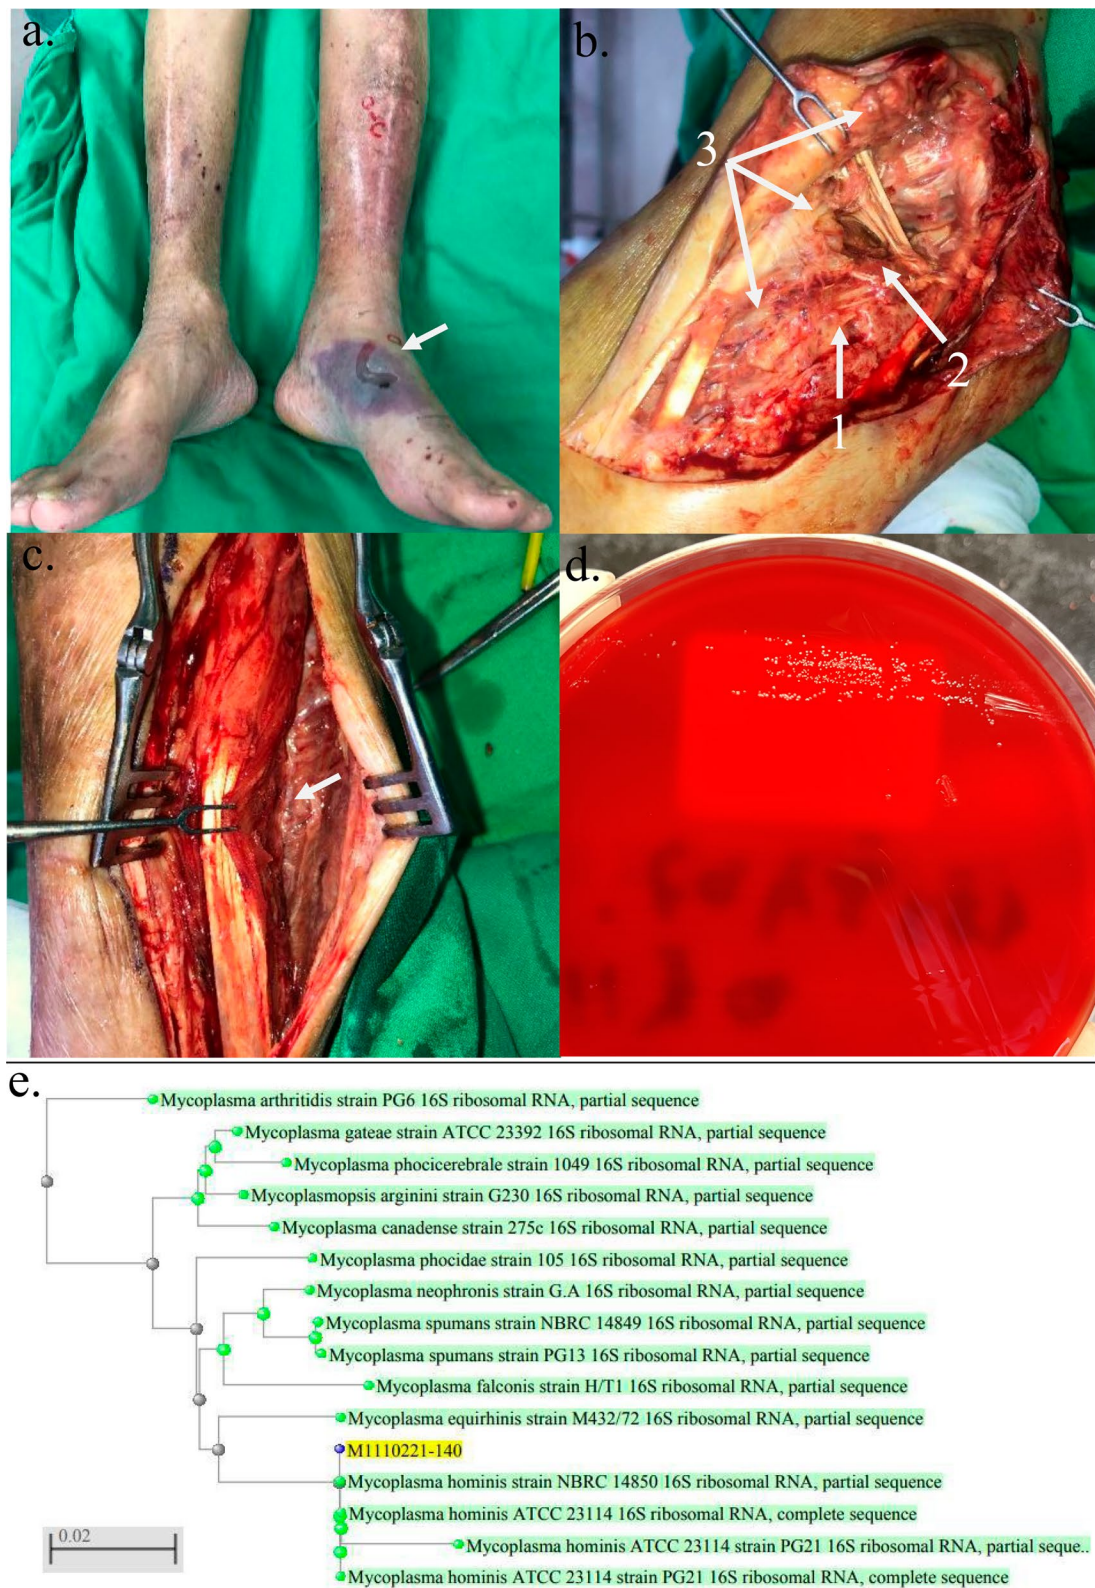 a.
b.
3
2
1
c.
d.
e.
Mycoplasma arthritidis strain PG6 16S ribosomal RNA, partial sequence
Mycoplasma gateae strain ATCC 23392 16S ribosomal RNA, partial sequence
Mycoplasma phocicerebrale strain 1049 16S ribosomal RNA, partial sequence
Mycoplasmopsis arginini strain G230 16S ribosomal RNA, partial sequence
Mycoplasma canadense strain 275c 16S ribosomal RNA, partial sequence
Mycoplasma phocidae strain 105 16S ribosomal RNA, partial sequence
Mycoplasma neophronis strain G.A 16S ribosomal RNA, partial sequence
Mycoplasma spumans strain NBRC 14849 16S ribosomal RNA, partial sequence
Mycoplasma spumans strain PG13 16S ribosomal RNA, partial sequence
Mycoplasma falconis strain H/T1 16S ribosomal RNA, partial sequence
Mycoplasma equirhinis strain M432/72 16S ribosomal RNA, partial sequence
M1110221-140
Mycoplasma hominis strain NBRC 14850 16S ribosomal RNA, partial sequence
Mycoplasma hominis ATCC 23114 16S ribosomal RNA, complete sequence
Mycoplasma hominis ATCC 23114 strain PG21 16S ribosomal RNA, partial seque..
Mycoplasma hominis ATCC 23114 strain PG21 16S ribosomal RNA, complete sequence
0.02